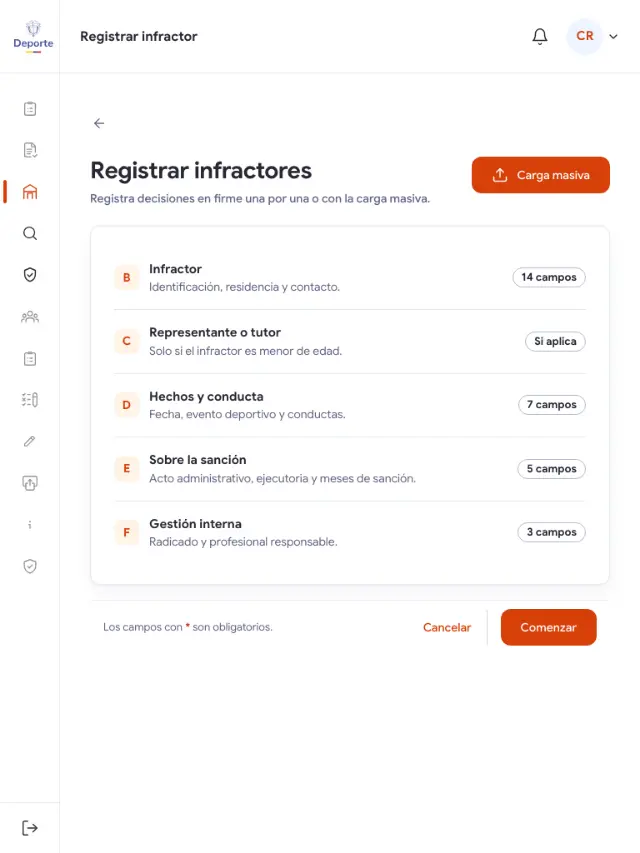 Deporte
Registrar infractor
CR
Registrar infractores
Carga masiva
Registra decisiones en firme una por una o con la carga masiva.
B
Infractor
14 campos
Identificación, residencia y contacto.
C
Representante o tutor
Si aplica
Solo si el infractor es menor de edad.
D
Hechos y conducta
7 campos
Fecha, evento deportivo y conductas.
E
Sobre la sanción
5 campos
Acto administrativo, ejecutoria y meses de sanción.
F
Gestión interna
3 campos
Radicado y profesional responsable.
Los campos con * son obligatorios.
Cancelar
Comenzar